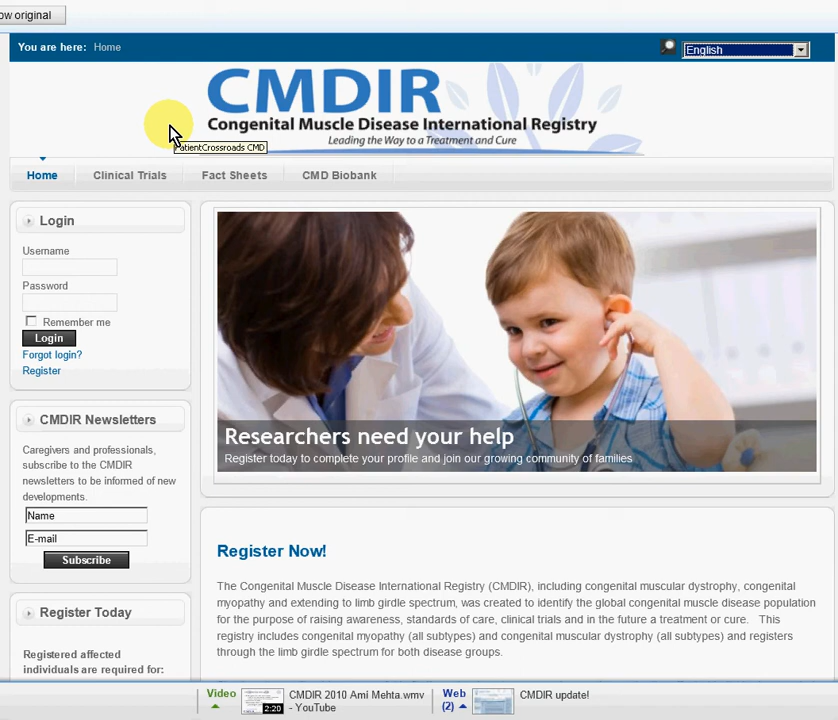 ow original
You are here: Home
English
CMDIR
Congenital Muscle Disease International Registry
Leading the Way to a Treatment and Cure
PatientCrossroads CMD
Home Clinical Trials Fact Sheets CMD Biobank
Login
Username
Password
Remember me
Login
Forgot login?
Register
Researchers need your help
Register today to complete your profile and join our growing community of families
CMDIR Newsletters
Caregivers and professionals,
subscribe to the CMDIR
newsletters to be informed of new
developments.
Name
E-mail
Subscribe
Register Today
Registered affected
individuals are required for:
Register Now!
The Congenital Muscle Disease International Registry (CMDIR), including congenital muscular dystrophy, congenital
myopathy and extending to limb girdle spectrum, was created to identify the global congenital muscle disease population
for the purpose of raising awareness, standards of care, clinical trials and in the future a treatment or cure. This
registry includes congenital myopathy (all subtypes) and congenital muscular dystrophy (all subtypes) and registers
through the limb girdle spectrum for both disease groups.
Video
2:20
CMDIR 2010 Ami Mehta.wmv
- YouTube
Web
(2)
CMDIR update!